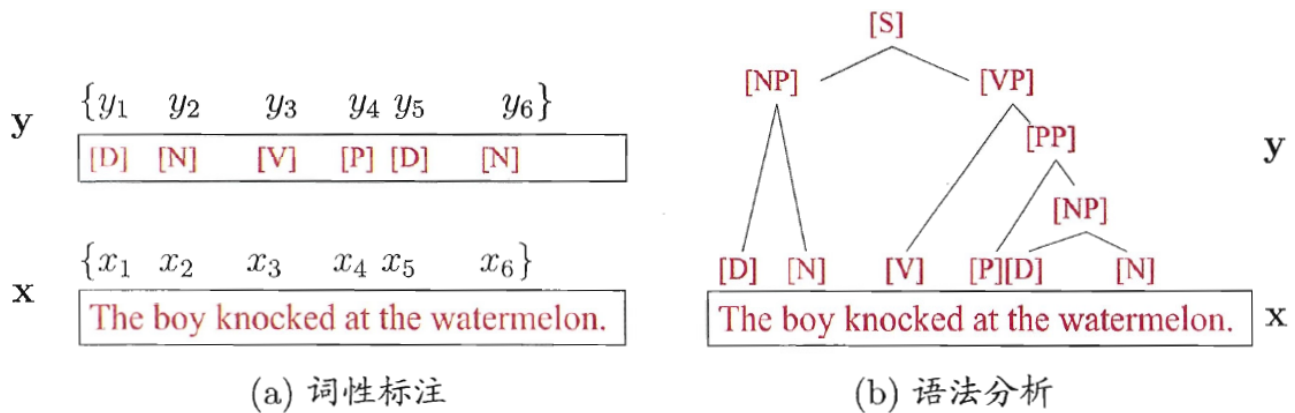 {y1 y2 y3 y4 y5 y6}
y
[D] [N] [V] [P] [D] [N]
{x1 x2 x3 x4 x5 x6}
x
The boy knocked at the watermelon.
(a) 词性标注
[S]
[NP] [VP]
[PP]
y
[NP]
[D] [N] [V] [P][D] [N]
The boy knocked at the watermelon. x
(b) 语法分析